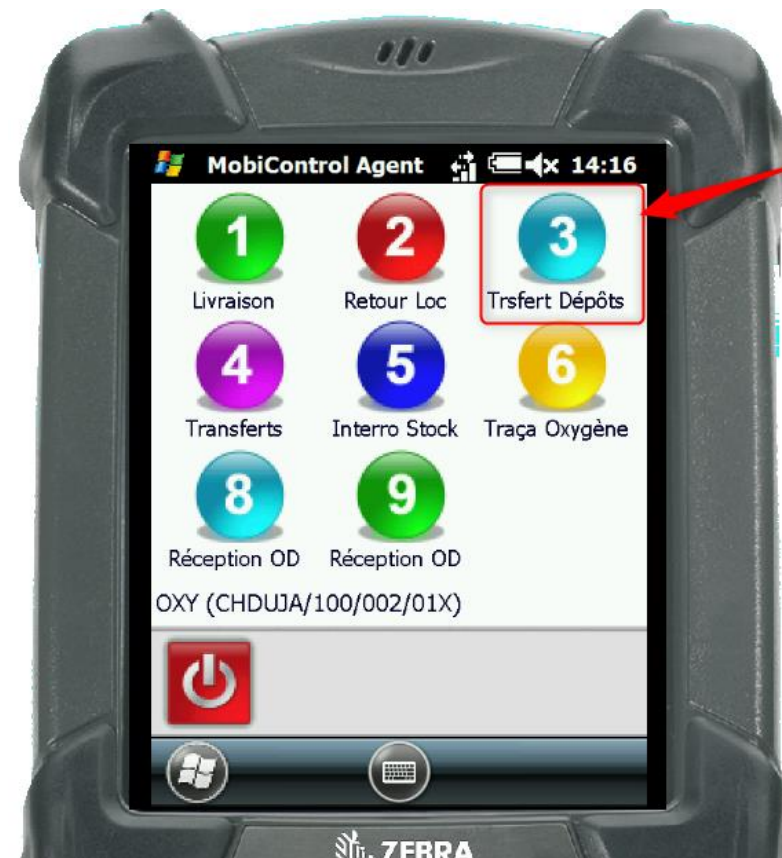 MobiControl Agent 14:16
1 2 3
Livraison Retour Loc Trsfert Dépôts
4 5 6
Transferts Interro Stock Traça Oxygène
8 9
Réception OD Réception OD
OXY (CHDUJA/100/002/01X)
ZEBRA